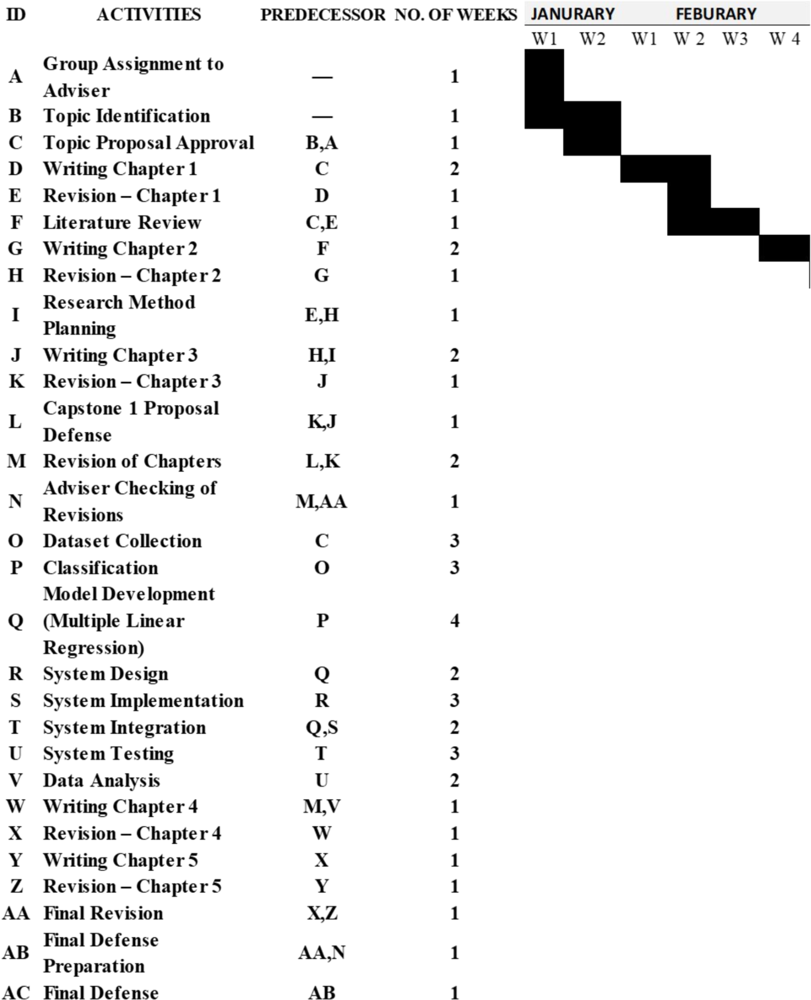 ID ACTIVITIES PREDECESSOR NO. OF WEEKS JANURARY FEBURARY
W1 W2 W1 W 2 W3 W 4
A Group Assignment to Adviser — 1
B Topic Identification — 1
C Topic Proposal Approval B,A 1
D Writing Chapter 1 C 2
E Revision – Chapter 1 D 1
F Literature Review C,E 1
G Writing Chapter 2 F 2
H Revision – Chapter 2 G 1
I Research Method Planning E,H 1
J Writing Chapter 3 H,I 2
K Revision – Chapter 3 J 1
L Capstone 1 Proposal Defense K,J 1
M Revision of Chapters L,K 2
N Adviser Checking of Revisions M,AA 1
O Dataset Collection C 3
P Classification O 3
Q Model Development (Multiple Linear Regression) P 4
R System Design Q 2
S System Implementation R 3
T System Integration Q,S 2
U System Testing T 3
V Data Analysis U 2
W Writing Chapter 4 M,V 1
X Revision – Chapter 4 W 1
Y Writing Chapter 5 X 1
Z Revision – Chapter 5 Y 1
AA Final Revision X,Z 1
AB Final Defense Preparation AA,N 1
AC Final Defense AB 1